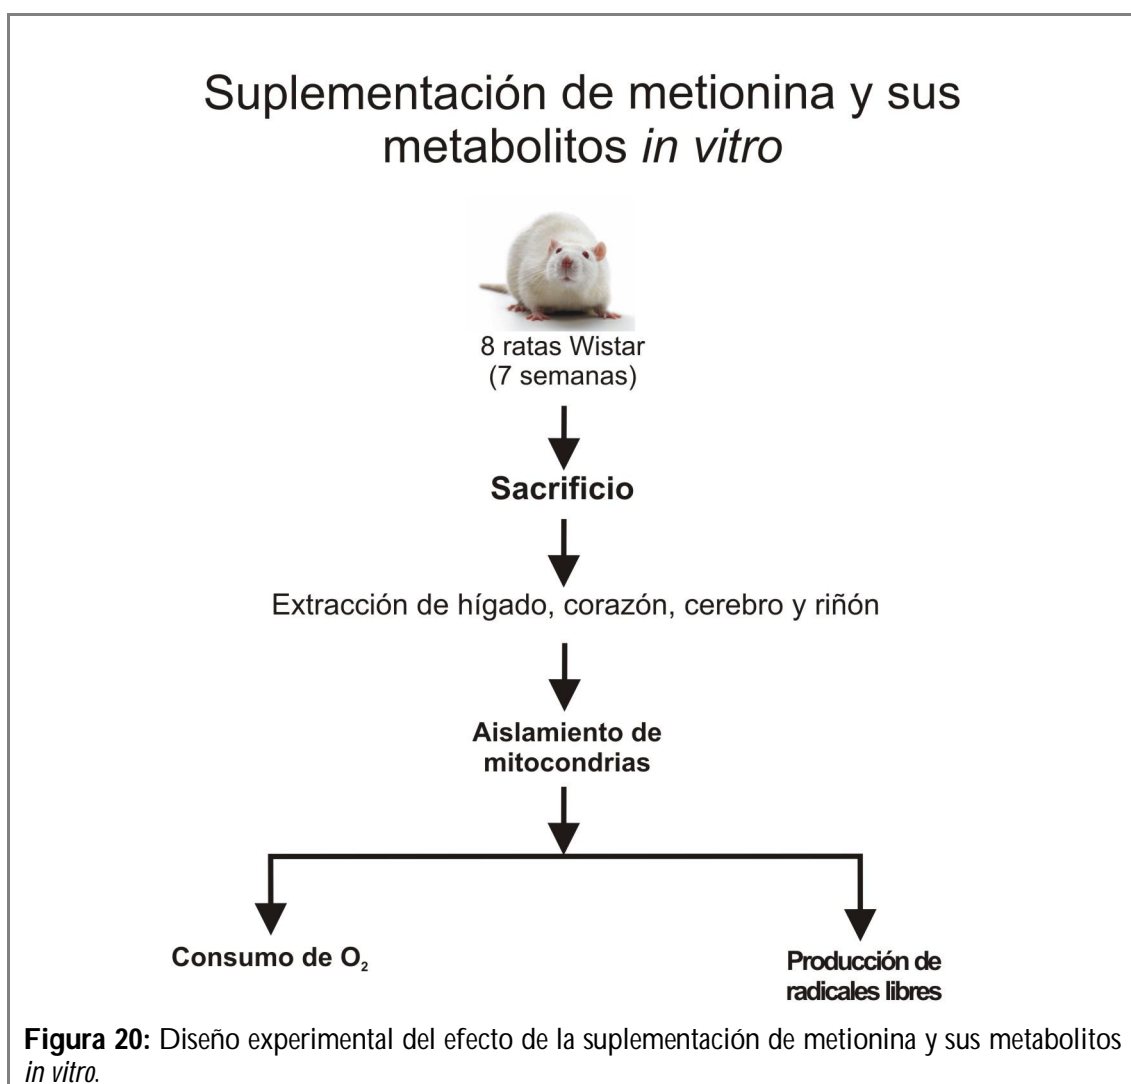 Suplementación de metionina y sus
metabolitos in vitro
8 ratas Wistar
(7 semanas)
Sacrificio
Extracción de hígado, corazón, cerebro y riñón
Aislamiento de
mitocondrias
Consumo de O₂
Producción de
radicales libres
Figura 20: Diseño experimental del efecto de la suplementación de metionina y sus metabolitos
in vitro.